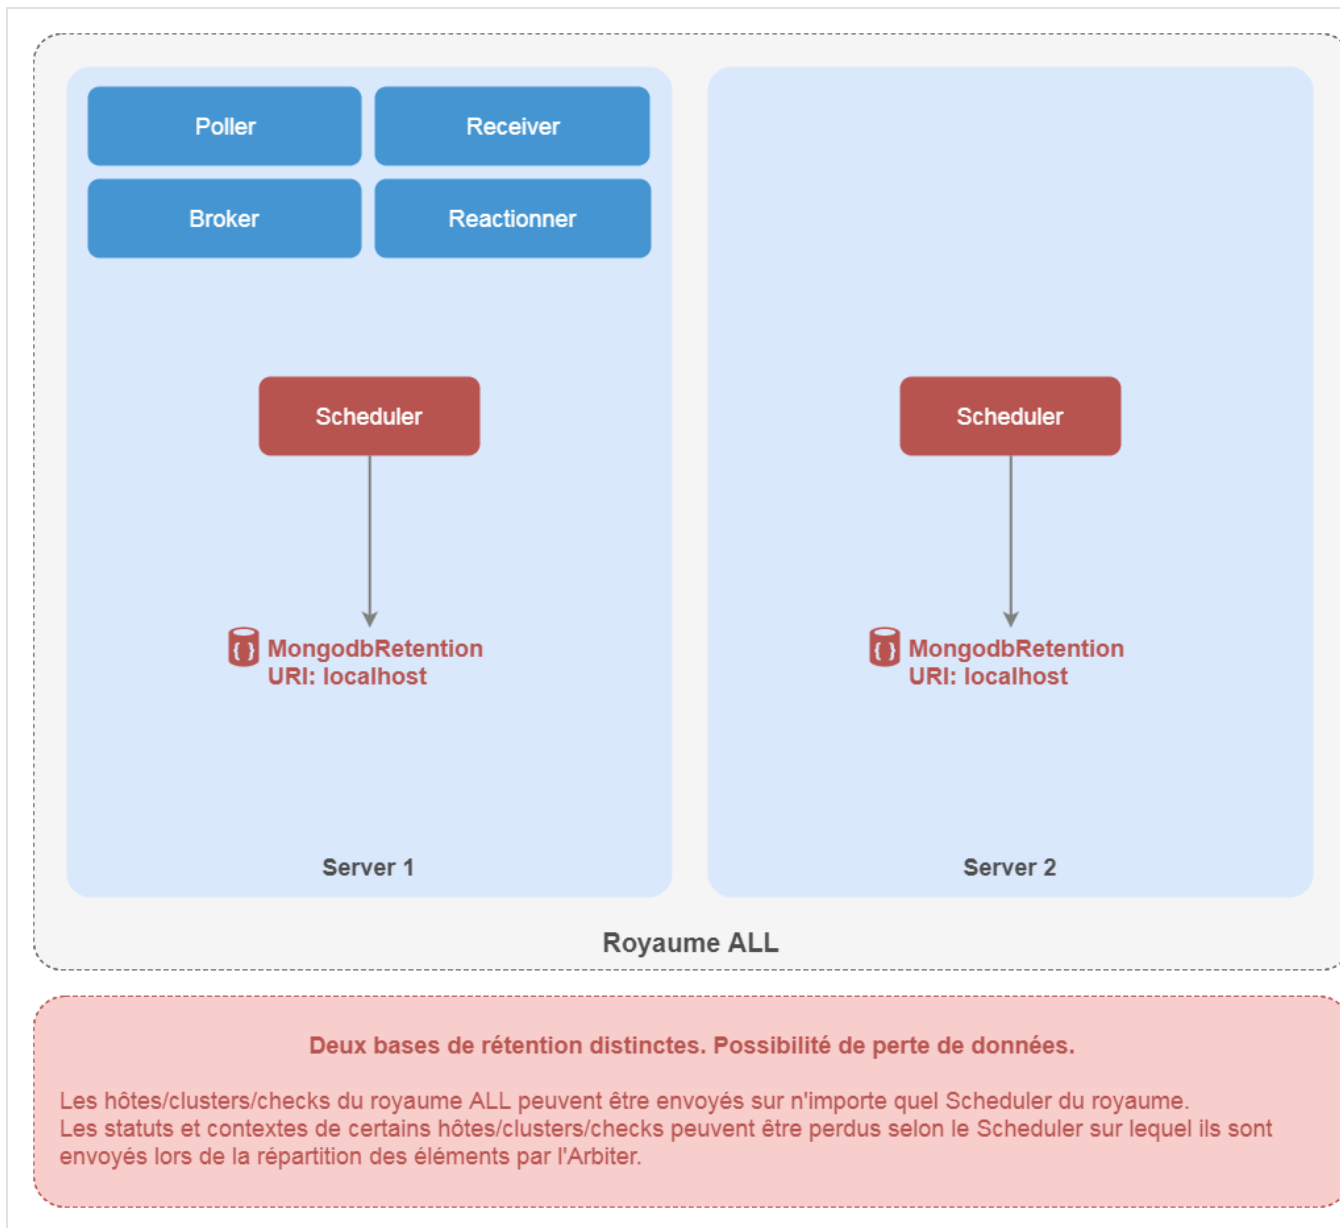 Poller
Receiver
Broker
Reactionner
Scheduler
Scheduler
{ } MongodbRetention
URI: localhost
{ } MongodbRetention
URI: localhost
Server 1
Server 2
Royaume ALL
Deux bases de rétention distinctes. Possibilité de perte de données.
Les hôtes/clusters/checks du royaume ALL peuvent être envoyés sur n'importe quel Scheduler du royaume.
Les statuts et contextes de certains hôtes/clusters/checks peuvent être perdus selon le Scheduler sur lequel ils sont
envoyés lors de la répartition des éléments par l'Arbiter.